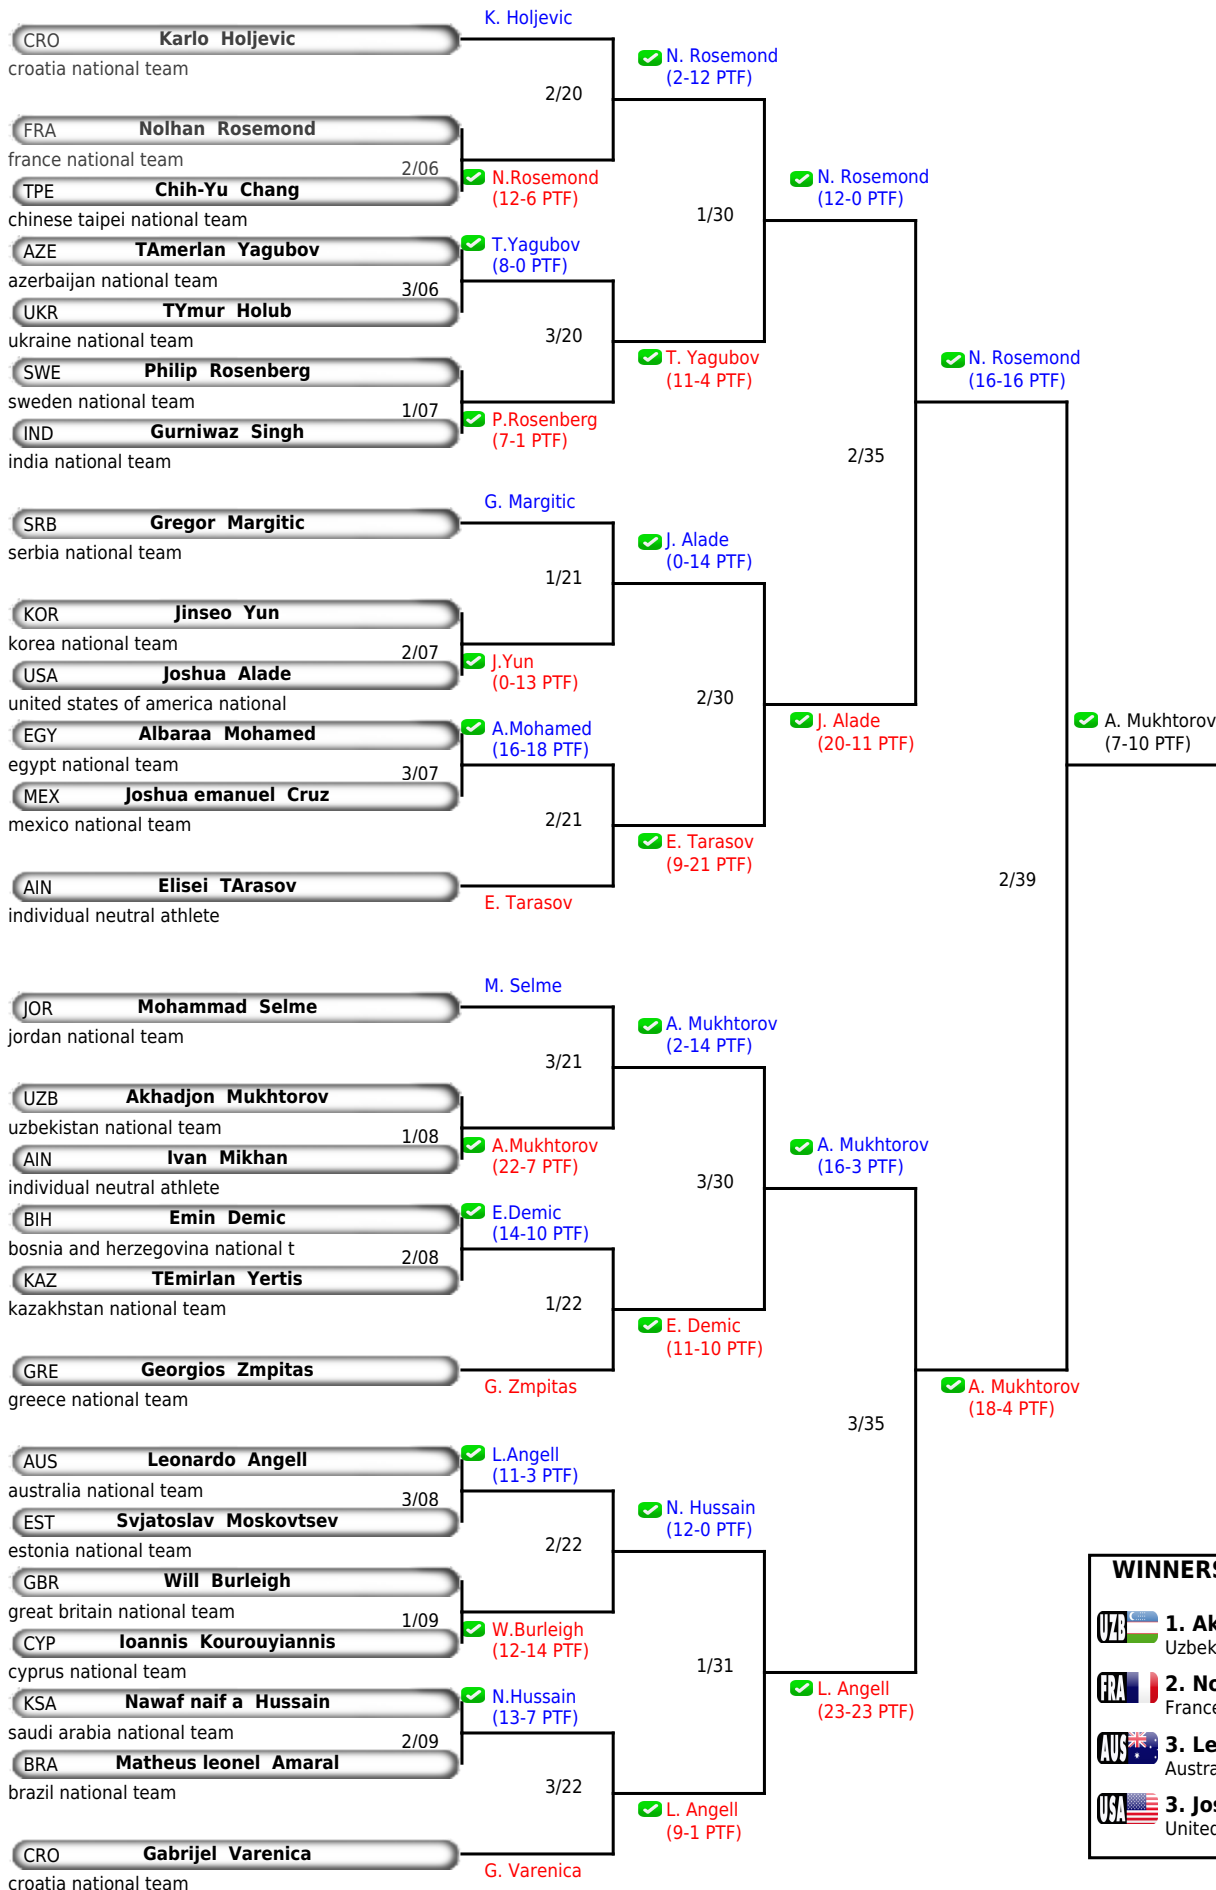 K. Holjevic
CRO Karlo Holjevic
croatia national team
N. Rosemond
(2-12 PTF)
2/20
FRA Nolhan Rosemond
france national team
2/06
N.Rosemond
(12-6 PTF)
TPE Chih-Yu Chang
chinese taipei national team
N. Rosemond
(12-0 PTF)
1/30
AZE TAmerlan Yagubov
azerbaijan national team
T.Yagubov
(8-0 PTF)
3/06
UKR TYmur Holub
ukraine national team
3/20
T. Yagubov
(11-4 PTF)
N. Rosemond
(16-16 PTF)
SWE Philip Rosenberg
sweden national team
1/07
P.Rosenberg
(7-1 PTF)
IND Gurniwaz Singh
india national team
2/35
G. Margitic
SRB Gregor Margitic
serbia national team
J. Alade
(0-14 PTF)
1/21
KOR Jinseo Yun
korea national team
2/07
J.Yun
(0-13 PTF)
USA Joshua Alade
united states of america national
2/30
J. Alade
(20-11 PTF)
A. Mukhtorov
(7-10 PTF)
EGY Albaraa Mohamed
egypt national team
A.Mohamed
(16-18 PTF)
3/07
MEX Joshua emanuel Cruz
mexico national team
2/21
E. Tarasov
(9-21 PTF)
2/39
AIN Elisei TArasov
individual neutral athlete
E. Tarasov
M. Selme
JOR Mohammad Selme
jordan national team
A. Mukhtorov
(2-14 PTF)
3/21
UZB Akhadjon Mukhtorov
uzbekistan national team
1/08
A.Mukhtorov
(22-7 PTF)
AIN Ivan Mikhan
individual neutral athlete
A. Mukhtorov
(16-3 PTF)
3/30
BIH Emin Demic
bosnia and herzegovina national t
E.Demic
(14-10 PTF)
2/08
KAZ TEmirlan Yertis
kazakhstan national team
1/22
E. Demic
(11-10 PTF)
GRE Georgios Zmpitas
greece national team
G. Zmpitas
A. Mukhtorov
(18-4 PTF)
3/35
AUS Leonardo Angell
australia national team
L.Angell
(11-3 PTF)
3/08
EST Svjatoslav Moskovtsev
estonia national team
N. Hussain
(12-0 PTF)
2/22
GBR Will Burleigh
great britain national team
1/09
W.Burleigh
(12-14 PTF)
CYP Ioannis Kourouyiannis
cyprus national team
1/31
L. Angell
(23-23 PTF)
KSA Nawaf naif a Hussain
saudi arabia national team
N.Hussain
(13-7 PTF)
2/09
BRA Matheus leonel Amaral
brazil national team
3/22
L. Angell
(9-1 PTF)
CRO Gabrijel Varenica
croatia national team
G. Varenica
WINNERS
UZB 1. Ak
Uzbek
FRA 2. No
France
AUS 3. Le
Austra
USA 3. Jos
United